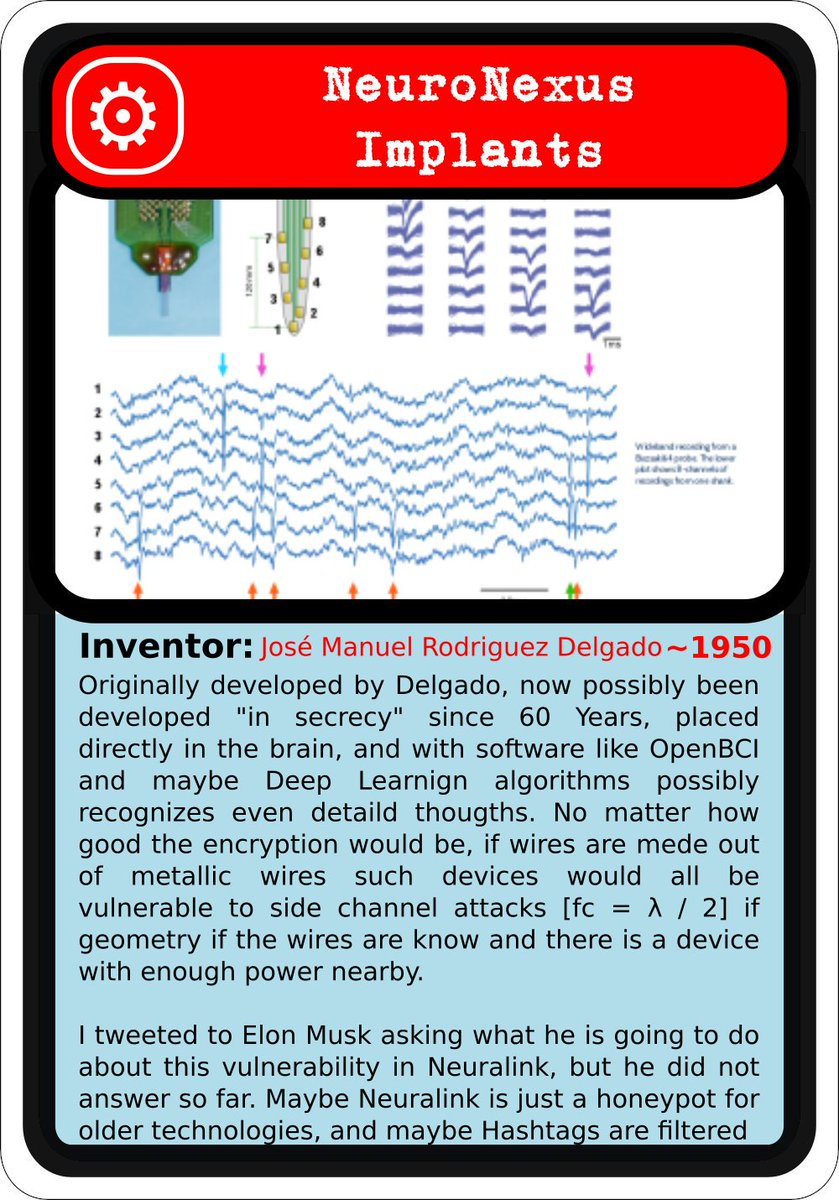 NeuroNexus
Implants
8
7
6
5
4
3
2
1
120mm
1ms
1
2
3
4
5
6
7
8
Wideband recording from a
Buzsaki64 probe. The lower
plot shows 8-channels of
recordings from one shank.
Inventor: José Manuel Rodriguez Delgado ~1950
Originally developed by Delgado, now possibly been
developed "in secrecy" since 60 Years, placed
directly in the brain, and with software like OpenBCI
and maybe Deep Learnign algorithms possibly
recognizes even detaild thougths. No matter how
good the encryption would be, if wires are mede out
of metallic wires such devices would all be
vulnerable to side channel attacks [fc = λ / 2] if
geometry if the wires are know and there is a device
with enough power nearby.
I tweeted to Elon Musk asking what he is going to do
about this vulnerability in Neuralink, but he did not
answer so far. Maybe Neuralink is just a honeypot for
older technologies, and maybe Hashtags are filtered